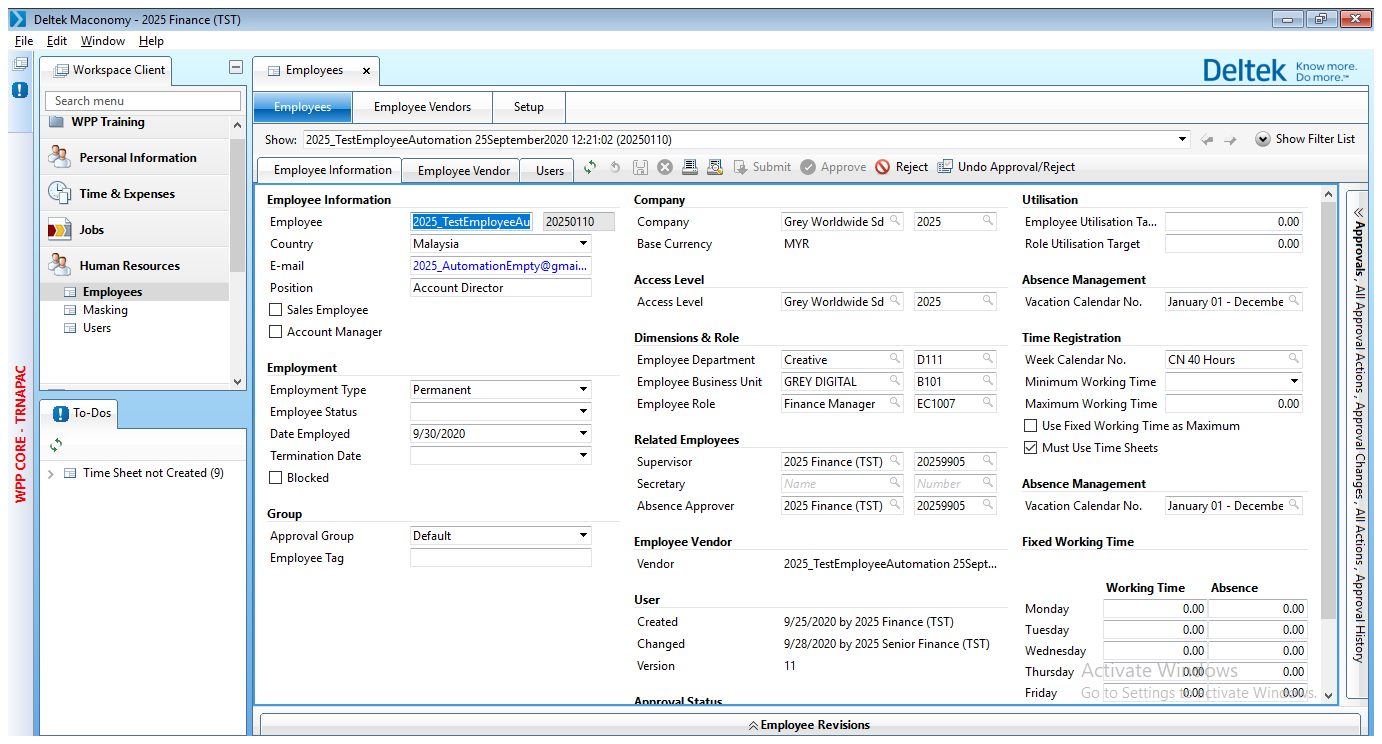 Deltek Maconomy - 2025 Finance (TST)
File Edit Window Help
Workspace Client
Search menu
WPP Training
Personal Information
Time & Expenses
Jobs
Human Resources
Employees
Masking
Users
WPP CORE - TRNAPAC
To-Dos
Time Sheet not Created (9)
Employees x
Deltek Know more. Do more.™
Employees Employee Vendors Setup
Show: 2025_TestEmployeeAutomation 25September2020 12:21:02 (20250110) Show Filter List
Employee Information Employee Vendor Users Submit Approve Reject Undo Approval/Reject
Employee Information
Employee 2025_TestEmployeeAu 20250110
Country Malaysia
E-mail 2025_AutomationEmpty@gmai...
Position Account Director
Sales Employee
Account Manager
Employment
Employment Type Permanent
Employee Status
Date Employed 9/30/2020
Termination Date
Blocked
Group
Approval Group Default
Employee Tag
Company
Company Grey Worldwide Sd 2025
Base Currency MYR
Access Level
Access Level Grey Worldwide Sd 2025
Dimensions & Role
Employee Department Creative D111
Employee Business Unit GREY DIGITAL B101
Employee Role Finance Manager EC1007
Related Employees
Supervisor 2025 Finance (TST) 20259905
Secretary Name Number
Absence Approver 2025 Finance (TST) 20259905
Employee Vendor
Vendor 2025_TestEmployeeAutomation 25Sept...
User
Created 9/25/2020 by 2025 Finance (TST)
Changed 9/28/2020 by 2025 Senior Finance (TST)
Version 11
Approval Status
Utilisation
Employee Utilisation Ta... 0.00
Role Utilisation Target 0.00
Absence Management
Vacation Calendar No. January 01 - Decembe
Time Registration
Week Calendar No. CN 40 Hours
Minimum Working Time
Maximum Working Time 0.00
Use Fixed Working Time as Maximum
Must Use Time Sheets
Absence Management
Vacation Calendar No. January 01 - Decembe
Fixed Working Time
Working Time Absence
Monday 0.00 0.00
Tuesday 0.00 0.00
Wednesday 0.00 0.00
Thursday 0.00 0.00
Friday 0.00 0.00
Activate Windows
Go to Settings to activate Windows.
Approvals , All Approval Actions , Approval Changes , All Actions , Approval History
Employee Revisions